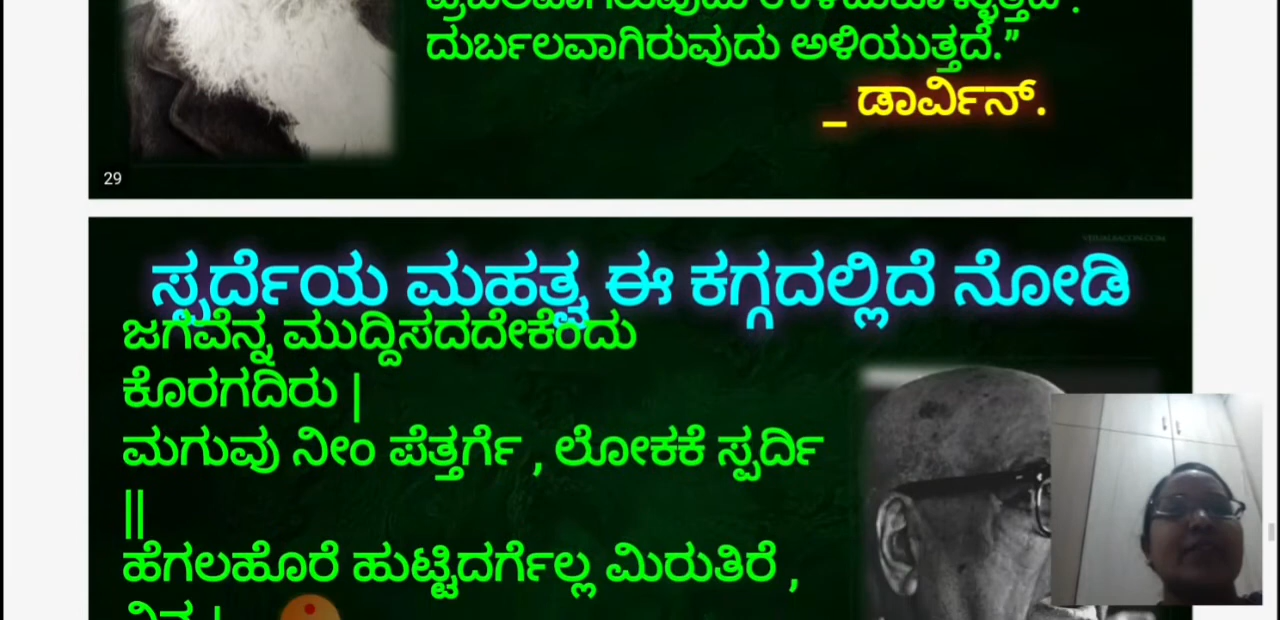 ದುರ್ಬಲವಾಗಿರುವುದು ಅಳಿಯುತ್ತದೆ.”
_ ಡಾರ್ವಿನ್.
29
ಸ್ಪರ್ದೆಯ ಮಹತ್ವ ಈ ಕಗ್ಗದಲ್ಲಿದೆ ನೋಡಿ
ಜಗವೆನ್ನ ಮುದ್ದಿಸದದೇಕೆಂದು
ಕೊರಗದಿರು |
ಮಗುವು ನೀಂ ಪೆತ್ತರ್ಗೆ , ಲೋಕಕೆ ಸ್ಪರ್ದಿ
||
ಹೆಗಲಹೊರೆ ಹುಟ್ಟಿದರ್ಗೆಲ್ಲ ಮಿರುತಿರೆ ,